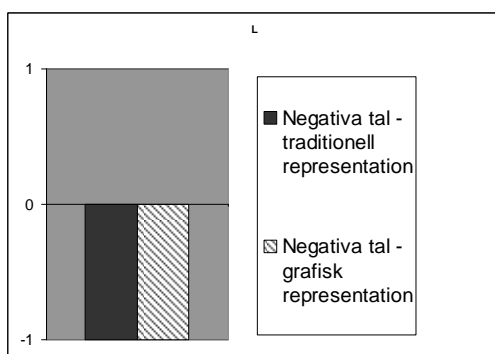 L
1
0
-1
Negativa tal -
traditionell
representation
Negativa tal -
grafisk
representation